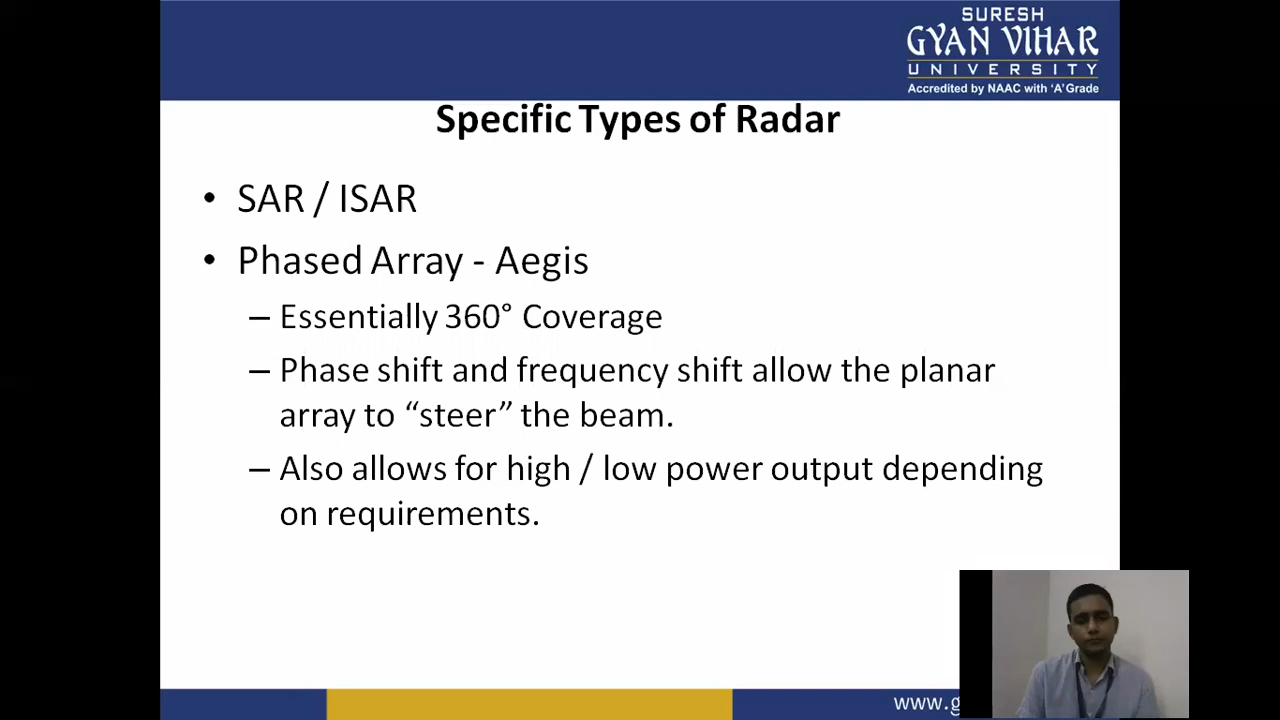 SURESH
GYAN VIHAR
UNIVERSITY
Accredited by NAAC with 'A' Grade
Specific Types of Radar
• SAR / ISAR
• Phased Array - Aegis
– Essentially 360° Coverage
– Phase shift and frequency shift allow the planar
array to “steer” the beam.
– Also allows for high / low power output depending
on requirements.
www.g